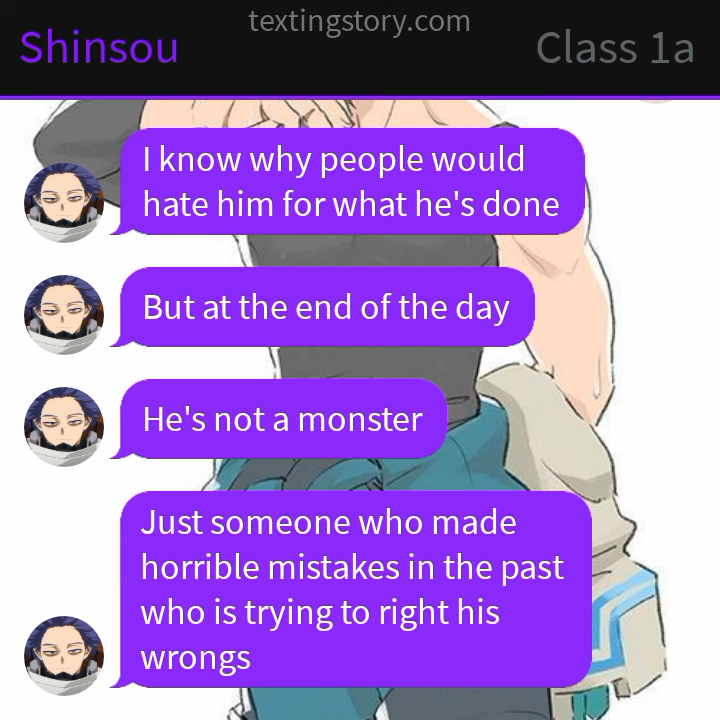 textingstory.com
Shinsou
Class 1a
I know why people would
hate him for what he's done
But at the end of the day
He's not a monster
Just someone who made
horrible mistakes in the past
who is trying to right his
wrongs